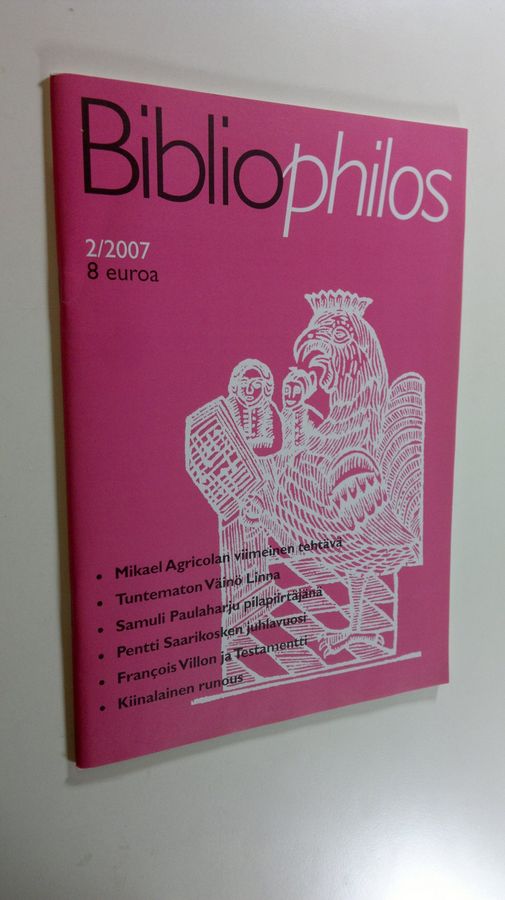 Bibliophilos
2/2007
8 euroa
• Mikael Agricolan viimeinen tehtävä
• Tuntematon Väinö Linna
• Samuli Paulaharju pilapiirtäjänä
• Pentti Saarikosken juhlavuosi
• François Villon ja Testamentti
• Kiinalainen runous